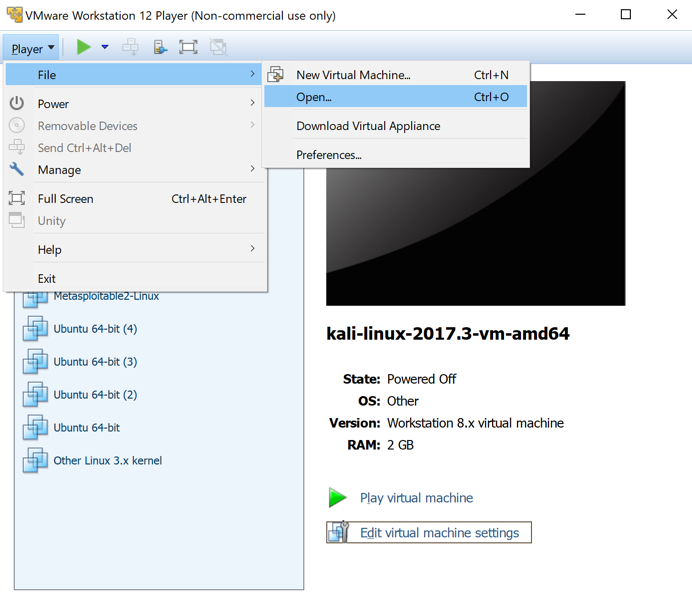 VMware Workstation 12 Player (Non-commercial use only)
Player
File
Power
Removable Devices
Send Ctrl+Alt+Del
Manage
Full Screen Ctrl+Alt+Enter
Unity
Help
Exit
New Virtual Machine... Ctrl+N
Open... Ctrl+O
Download Virtual Appliance
Preferences...
Metasploitable2-Linux
Ubuntu 64-bit (4)
Ubuntu 64-bit (3)
Ubuntu 64-bit (2)
Ubuntu 64-bit
Other Linux 3.x kernel
kali-linux-2017.3-vm-amd64
State: Powered Off
OS: Other
Version: Workstation 8.x virtual machine
RAM: 2 GB
Play virtual machine
Edit virtual machine settings